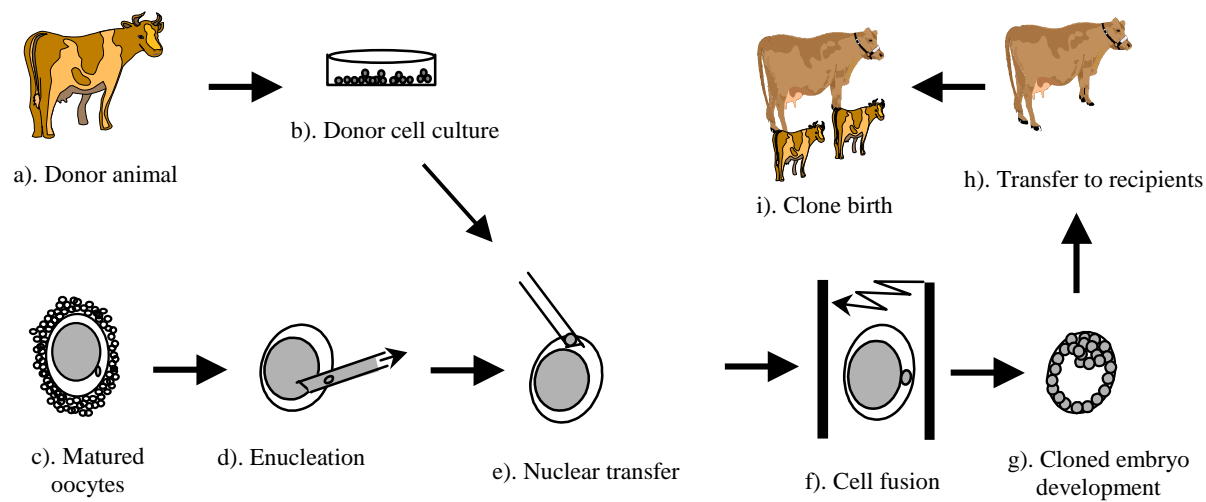 a). Donor animal
b). Donor cell culture
c). Matured
oocytes
d). Enucleation
e). Nuclear transfer
f). Cell fusion
g). Cloned embryo
development
h). Transfer to recipients
i). Clone birth